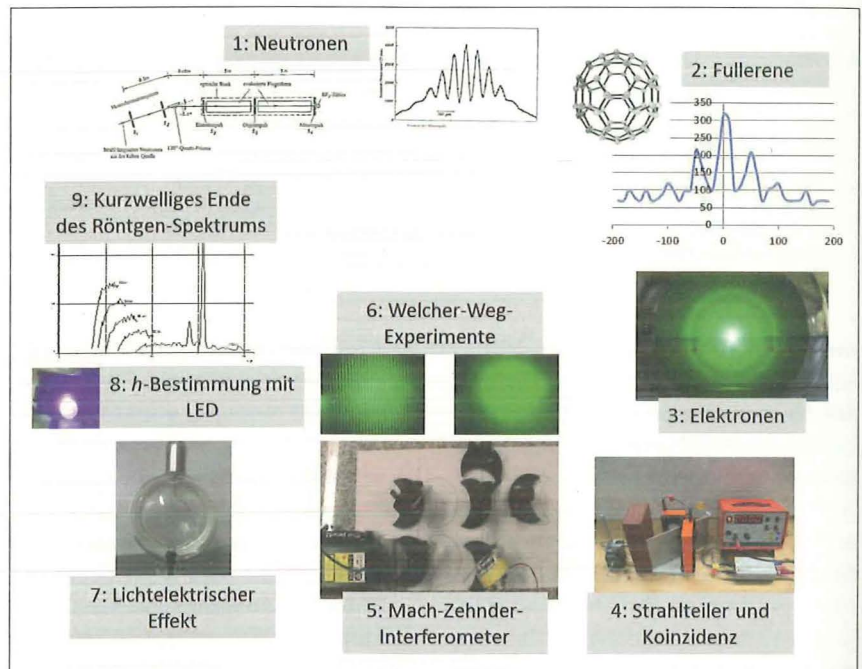 1: Neutronen
2: Fullerene
350
300
250
200
150
100
50
0
-200
-100
0
100
200
9: Kurzwelliges Ende
des Röntgen-Spektrums
6: Welcher-Weg-
Experimente
8: h-Bestimmung mit
LED
3: Elektronen
7: Lichtelektrischer
Effekt
5: Mach-Zehnder-
Interferometer
4: Strahlteiler und
Koinzidenz